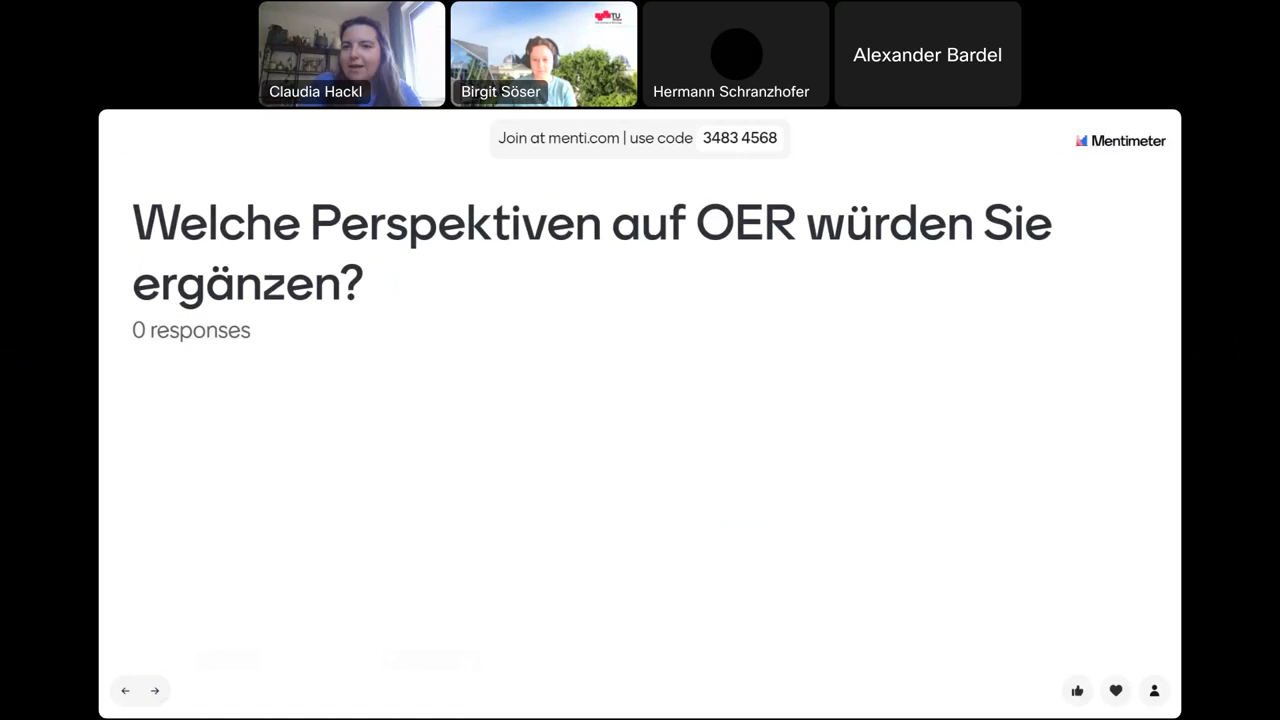 TU
Claudia Hackl
Birgit Söser
Hermann Schranzhofer
Alexander Bardel
Join at menti.com | use code 3483 4568
Mentimeter
Welche Perspektiven auf OER würden Sie
ergänzen?
0 responses